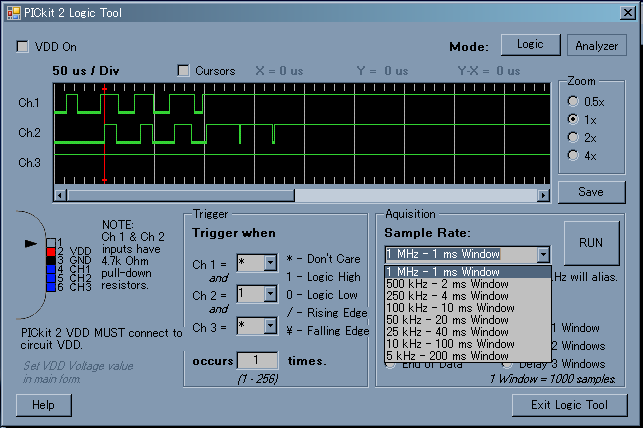 PICkit 2 Logic Tool
VDD On
Mode: Logic Analyzer
50 us / Div
Cursors
X = 0 us
Y = 0 us
Y-X = 0 us
Zoom
Ch.1
Ch.2
Ch.3
0.5x
1x
2x
4x
Save
1
2 VDD
3 GND
4 CH1
5 CH2
6 CH3
NOTE:
Ch 1 & Ch 2
inputs have
4.7k Ohm
pull-down
resistors.
PICkit 2 VDD MUST connect to
circuit VDD.
Set VDD Voltage value
in main form.
Trigger
Trigger when
Ch 1 = *
and
Ch 2 = 1
and
Ch 3 = *
* - Don't Care
1 - Logic High
0 - Logic Low
/ - Rising Edge
¥ - Falling Edge
occurs 1 times.
(1 - 256)
Aquisition
Sample Rate:
1 MHz - 1 ms Window
RUN
1 MHz - 1 ms Window
500 kHz - 2 ms Window
250 kHz - 4 ms Window
100 kHz - 10 ms Window
50 kHz - 20 ms Window
25 kHz - 40 ms Window
10 kHz - 100 ms Window
5 kHz - 200 ms Window
kHz will alias.
1 Window
2 Windows
End of Data
Delay 3 Windows
1 Window = 1000 samples.
Help
Exit Logic Tool